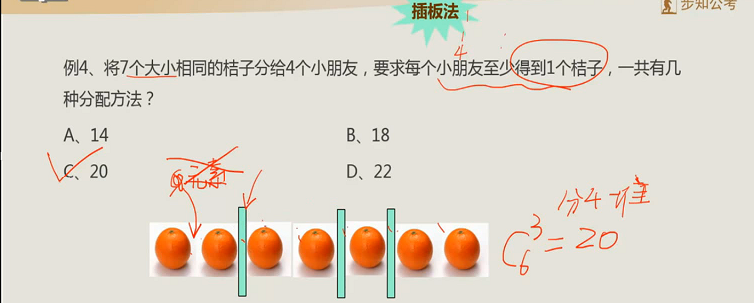 插板法
步知公考
4
例4、将7个大小相同的桔子分给4个小朋友，要求每个小朋友至少得到1个桔子，一共有几
种分配方法？
A、14
B、18
C、20
D、22
元素
分4堆
C₆³=20